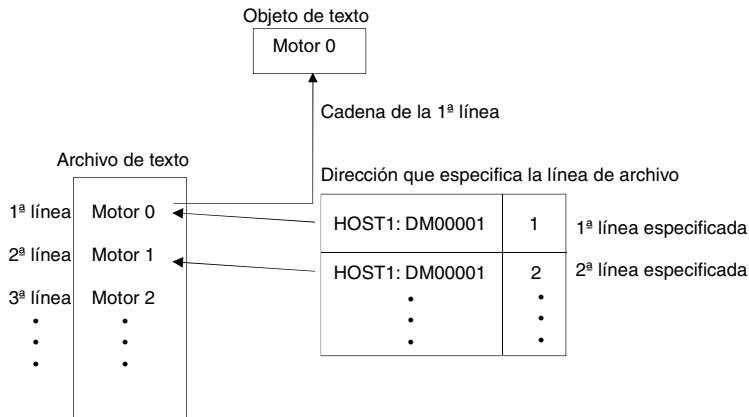 Objeto de texto
Motor 0
Cadena de la 1ª línea
Archivo de texto
Dirección que especifica la línea de archivo
1ª línea Motor 0 HOST1: DM00001 1 1ª línea especificada
2ª línea Motor 1 HOST1: DM00001 2 2ª línea especificada
3ª línea Motor 2